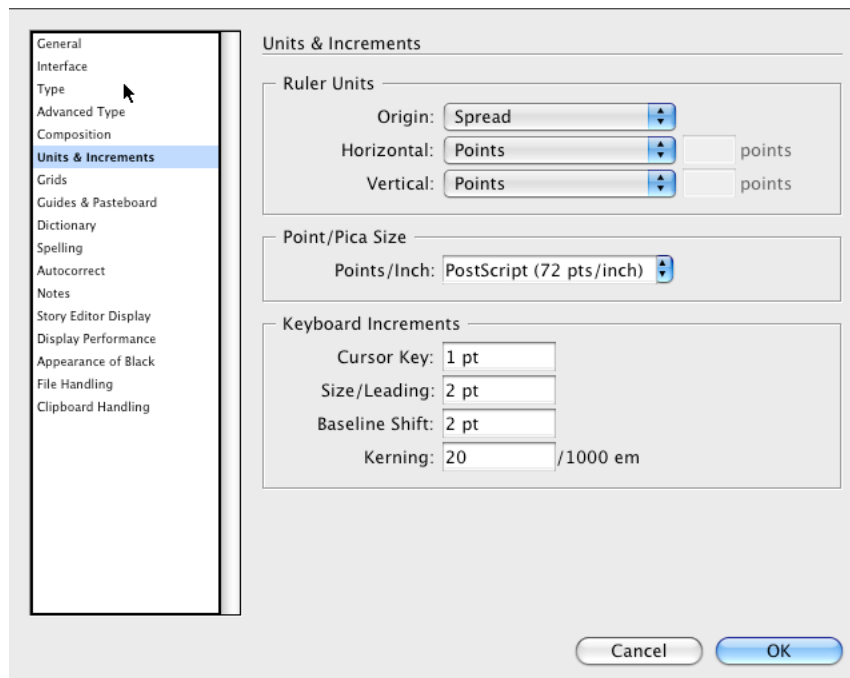 General
Interface
Type
Advanced Type
Composition
Units & Increments
Grids
Guides & Pasteboard
Dictionary
Spelling
Autocorrect
Notes
Story Editor Display
Display Performance
Appearance of Black
File Handling
Clipboard Handling
Units & Increments
Ruler Units
Origin: Spread
Horizontal: Points points
Vertical: Points points
Point/Pica Size
Points/Inch: PostScript (72 pts/inch)
Keyboard Increments
Cursor Key: 1 pt
Size/Leading: 2 pt
Baseline Shift: 2 pt
Kerning: 20 /1000 em
Cancel OK